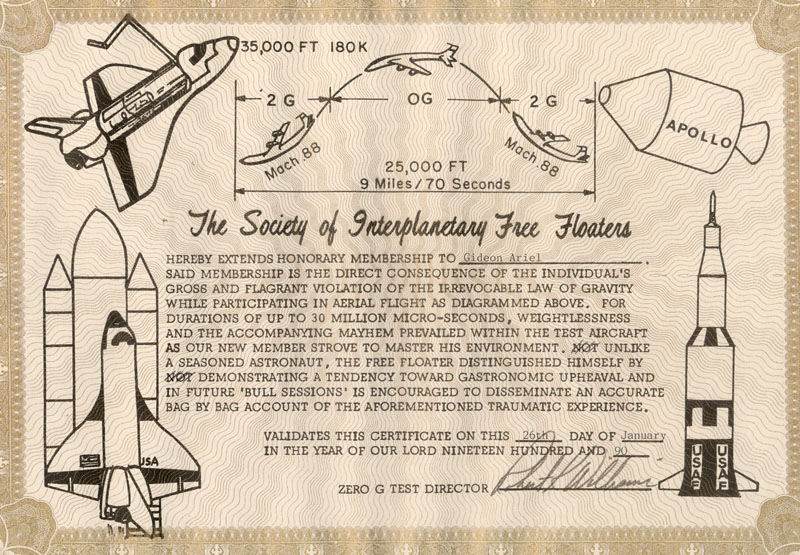 35,000 FT 180K
2 G
0G
2 G
Mach.88
Mach.88
25,000 FT
9 Miles/70 Seconds
APOLLO
The Society of Interplanetary Free Floaters
HEREBY EXTENDS HONORARY MEMBERSHIP TO Gideon Ariel.
SAID MEMBERSHIP IS THE DIRECT CONSEQUENCE OF THE INDIVIDUAL'S
GROSS AND FLAGRANT VIOLATION OF THE IRREVOCABLE LAW OF GRAVITY
WHILE PARTICIPATING IN AERIAL FLIGHT AS DIAGRAMMED ABOVE. FOR
DURATIONS OF UP TO 30 MILLION MICRO-SECONDS, WEIGHTLESSNESS
AND THE ACCOMPANYING MAYHEM PREVAILED WITHIN THE TEST AIRCRAFT
AS OUR NEW MEMBER STROVE TO MASTER HIS ENVIRONMENT. NOT UNLIKE
A SEASONED ASTRONAUT, THE FREE FLOATER DISTINGUISHED HIMSELF BY
NOT DEMONSTRATING A TENDENCY TOWARD GASTRONOMIC UPHEAVAL AND
IN FUTURE 'BULL SESSIONS' IS ENCOURAGED TO DISSEMINATE AN ACCURATE
BAG BY BAG ACCOUNT OF THE AFOREMENTIONED TRAUMATIC EXPERIENCE.
VALIDATES THIS CERTIFICATE ON THIS 26th DAY OF January
IN THE YEAR OF OUR LORD NINETEEN HUNDRED AND 90.
ZERO G TEST DIRECTOR
USA
USAF
USAF